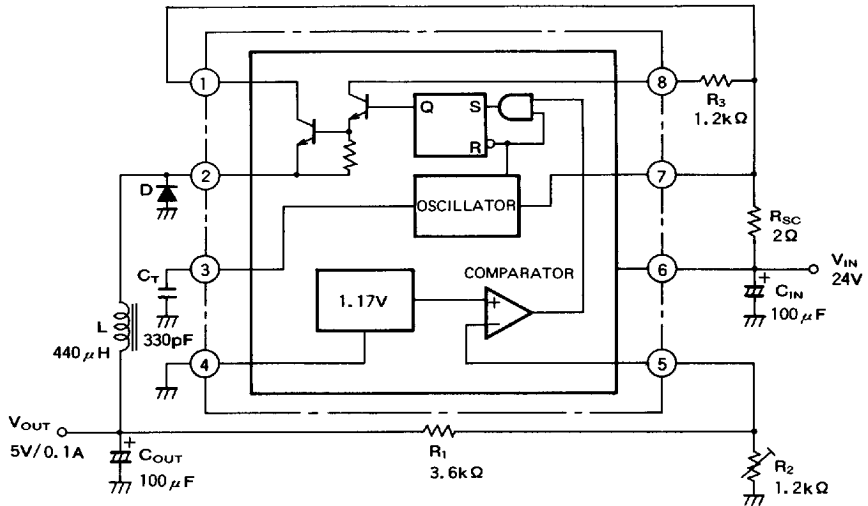 1
8
Q
S
R
R3
1.2kΩ
2
7
D
OSCILLATOR
RSC
2Ω
CT
3
6
VIN
24V
COMPARATOR
1.17V
+
−
+
CIN
100μF
L
440μH
330pF
4
5
VOUT
5V/0.1A
+
COUT
100μF
R1
3.6kΩ
R2
1.2kΩ